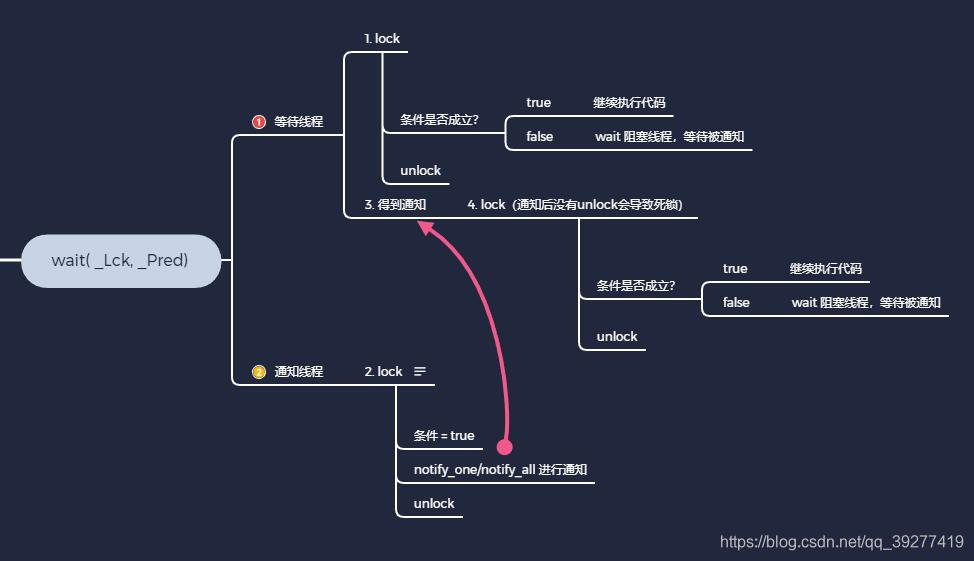 wait( _Lck, _Pred)
1 等待线程
1. lock
条件是否成立?
true 继续执行代码
false wait 阻塞线程，等待被通知
unlock
3. 得到通知 4. lock（通知后没有unlock会导致死锁）
条件是否成立?
true 继续执行代码
false wait 阻塞线程，等待被通知
unlock
2 通知线程 2. lock
条件 = true
notify_one/notify_all 进行通知
unlock
https://blog.csdn.net/qq_39277419